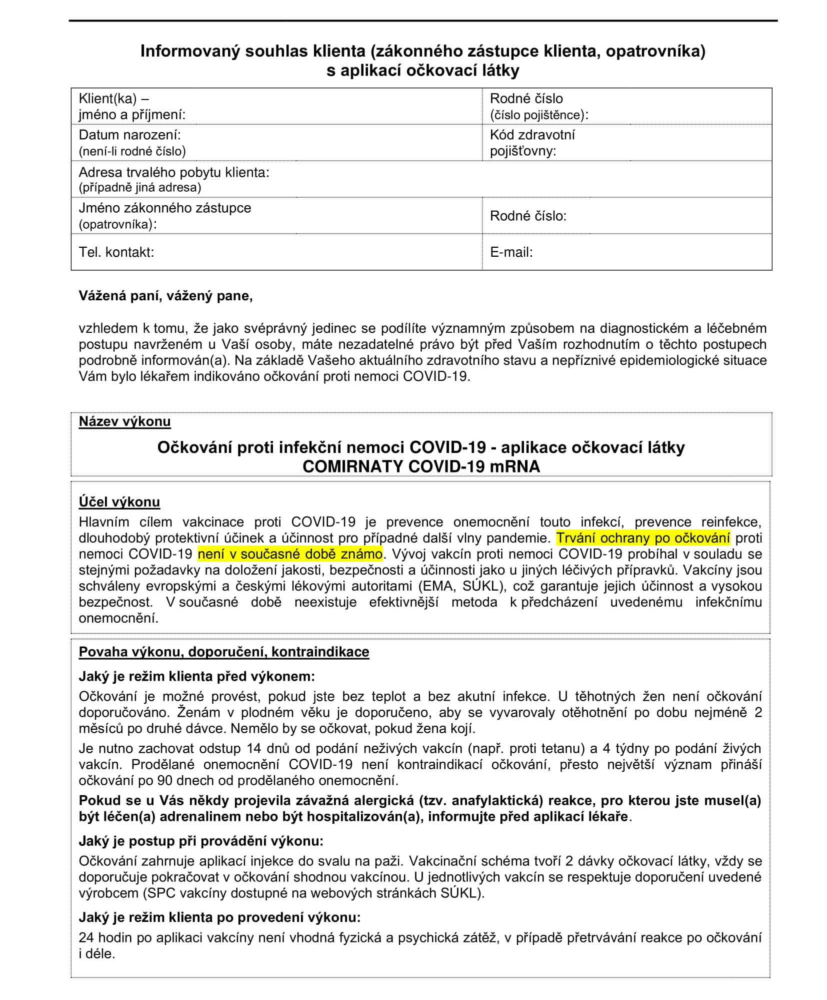 Informovaný souhlas klienta (zákonného zástupce klienta, opatrovníka)
s aplikací očkovací látky
Klient(ka) –
jméno a příjmení:
Rodné číslo
(číslo pojištěnce):
Datum narození:
(není-li rodné číslo)
Kód zdravotní
pojišťovny:
Adresa trvalého pobytu klienta:
(případně jiná adresa)
Jméno zákonného zástupce
(opatrovníka):
Rodné číslo:
Tel. kontakt:
E-mail:
Vážená paní, vážený pane,
vzhledem k tomu, že jako svéprávný jedinec se podílíte významným způsobem na diagnostickém a léčebném
postupu navrženém u Vaší osoby, máte nezadatelné právo být před Vaším rozhodnutím o těchto postupech
podrobně informován(a). Na základě Vašeho aktuálního zdravotního stavu a nepříznivé epidemiologické situace
Vám bylo lékařem indikováno očkování proti nemoci COVID-19.
Název výkonu
Očkování proti infekční nemoci COVID-19 - aplikace očkovací látky
COMIRNATY COVID-19 mRNA
Účel výkonu
Hlavním cílem vakcinace proti COVID-19 je prevence onemocnění touto infekcí, prevence reinfekce,
dlouhodobý protektivní účinek a účinnost pro případné další vlny pandemie. Trvání ochrany po očkování proti
nemoci COVID-19 není v současné době známo. Vývoj vakcín proti nemoci COVID-19 probíhal v souladu se
stejnými požadavky na doložení jakosti, bezpečnosti a účinnosti jako u jiných léčivých přípravků. Vakcíny jsou
schváleny evropskými a českými lékovými autoritami (EMA, SÚKL), což garantuje jejich účinnost a vysokou
bezpečnost. V současné době neexistuje efektivnější metoda k předcházení uvedenému infekčnímu
onemocnění.
Povaha výkonu, doporučení, kontraindikace
Jaký je režim klienta před výkonem:
Očkování je možné provést, pokud jste bez teplot a bez akutní infekce. U těhotných žen není očkování
doporučováno. Ženám v plodném věku je doporučeno, aby se vyvarovaly otěhotnění po dobu nejméně 2
měsíců po druhé dávce. Nemělo by se očkovat, pokud žena kojí.
Je nutno zachovat odstup 14 dnů od podání neživých vakcín (např. proti tetanu) a 4 týdny po podání živých
vakcín. Prodělané onemocnění COVID-19 není kontraindikací očkování, přesto největší význam přináší
očkování po 90 dnech od prodělaného onemocnění.
Pokud se u Vás někdy projevila závažná alergická (tzv. anafylaktická) reakce, pro kterou jste musel(a)
být léčen(a) adrenalinem nebo být hospitalizován(a), informujte před aplikací lékaře.
Jaký je postup při provádění výkonu:
Očkování zahrnuje aplikací injekce do svalu na paži. Vakcinační schéma tvoří 2 dávky očkovací látky, vždy se
doporučuje pokračovat v očkování shodnou vakcínou. U jednotlivých vakcín se respektuje doporučení uvedené
výrobcem (SPC vakcíny dostupné na webových stránkách SÚKL).
Jaký je režim klienta po provedení výkonu:
24 hodin po aplikaci vakcíny není vhodná fyzická a psychická zátěž, v případě přetrvávání reakce po očkování
i déle.